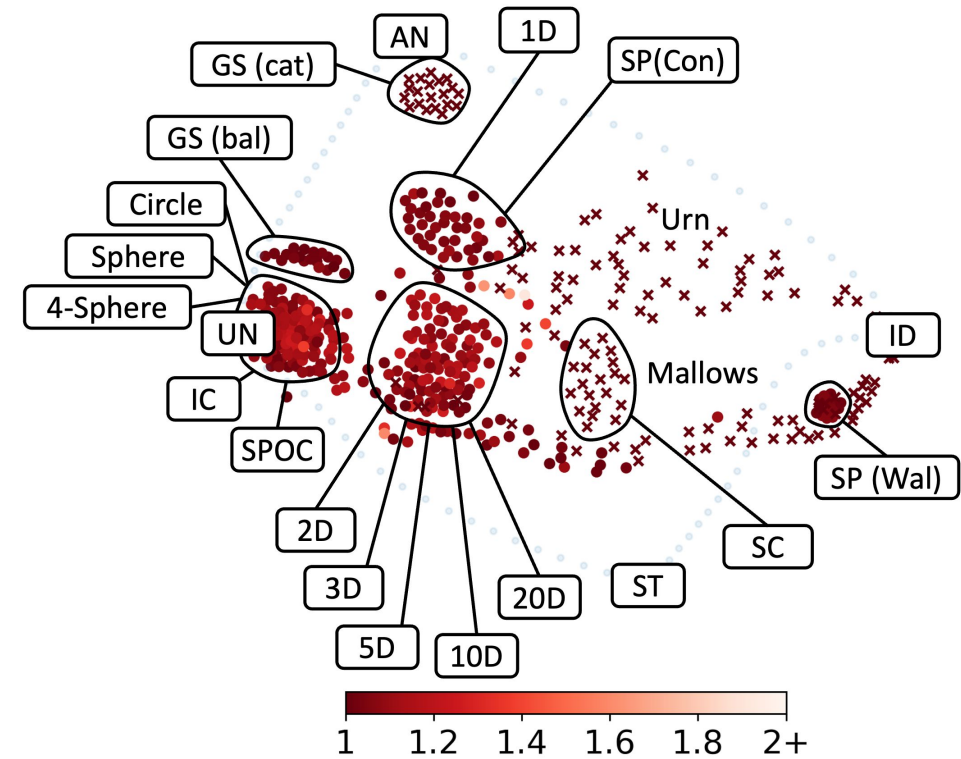 AN
1D
GS (cat)
SP(Con)
GS (bal)
Circle
Urn
Sphere
4-Sphere
UN
ID
Mallows
IC
SPOC
SP (Wal)
2D
SC
3D
20D
ST
5D
10D
1 1.2 1.4 1.6 1.8 2+